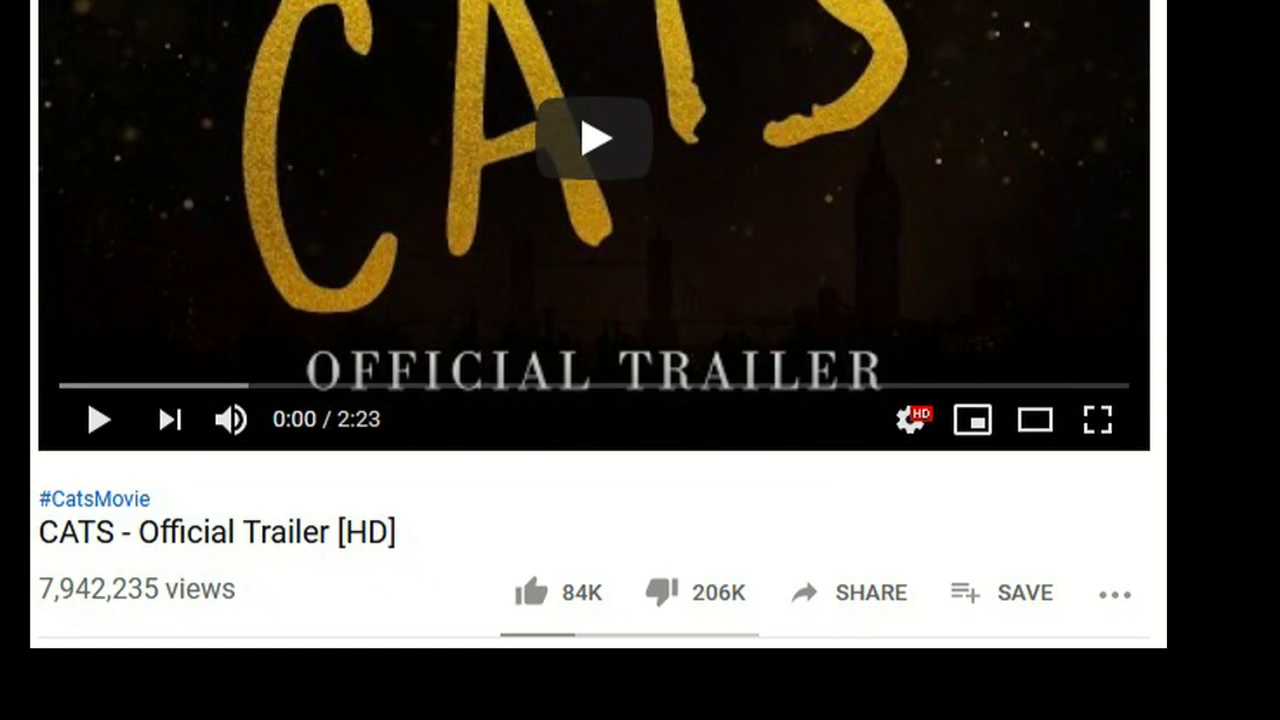 CATS
OFFICIAL TRAILER
0:00 / 2:23
HD
#CatsMovie
CATS - Official Trailer [HD]
7,942,235 views
84K
206K
SHARE
SAVE